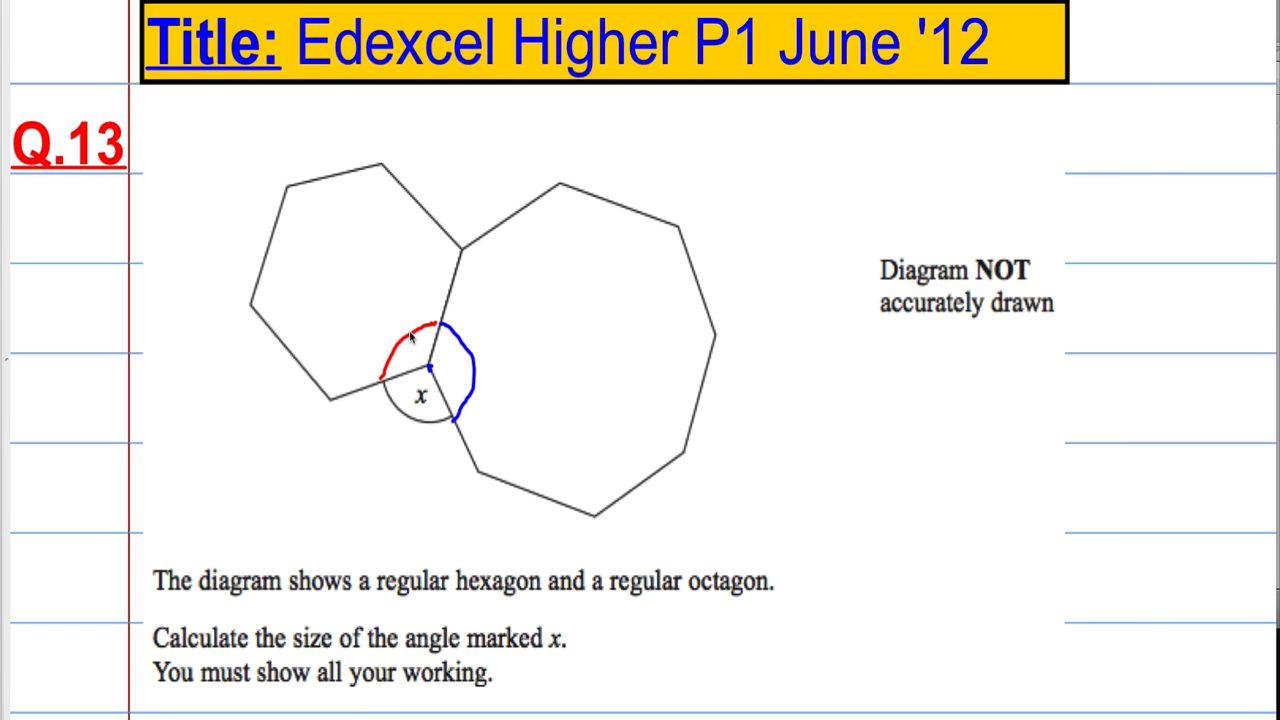 Title: Edexcel Higher P1 June '12
Q.13
Diagram NOT
accurately drawn
x
The diagram shows a regular hexagon and a regular octagon.
Calculate the size of the angle marked x.
You must show all your working.